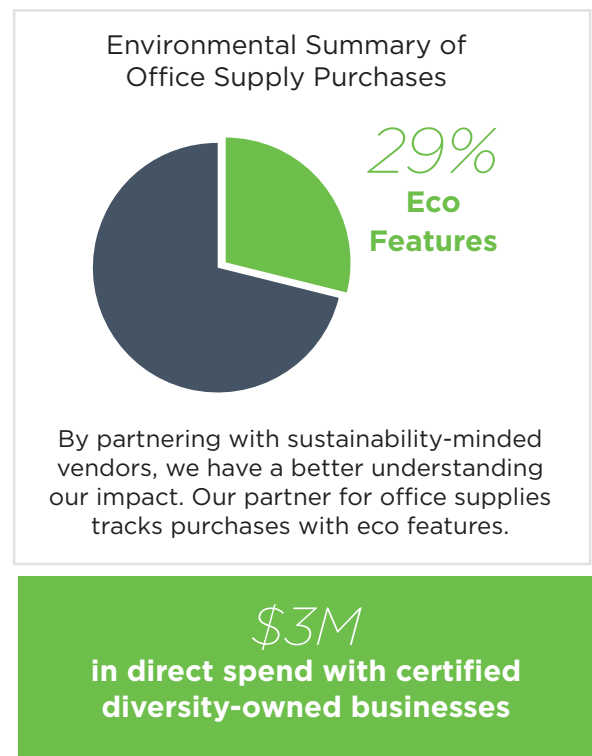 Environmental Summary of
Office Supply Purchases
29%
Eco
Features
By partnering with sustainability-minded
vendors, we have a better understanding
our impact. Our partner for office supplies
tracks purchases with eco features.
$3M
in direct spend with certified
diversity-owned businesses